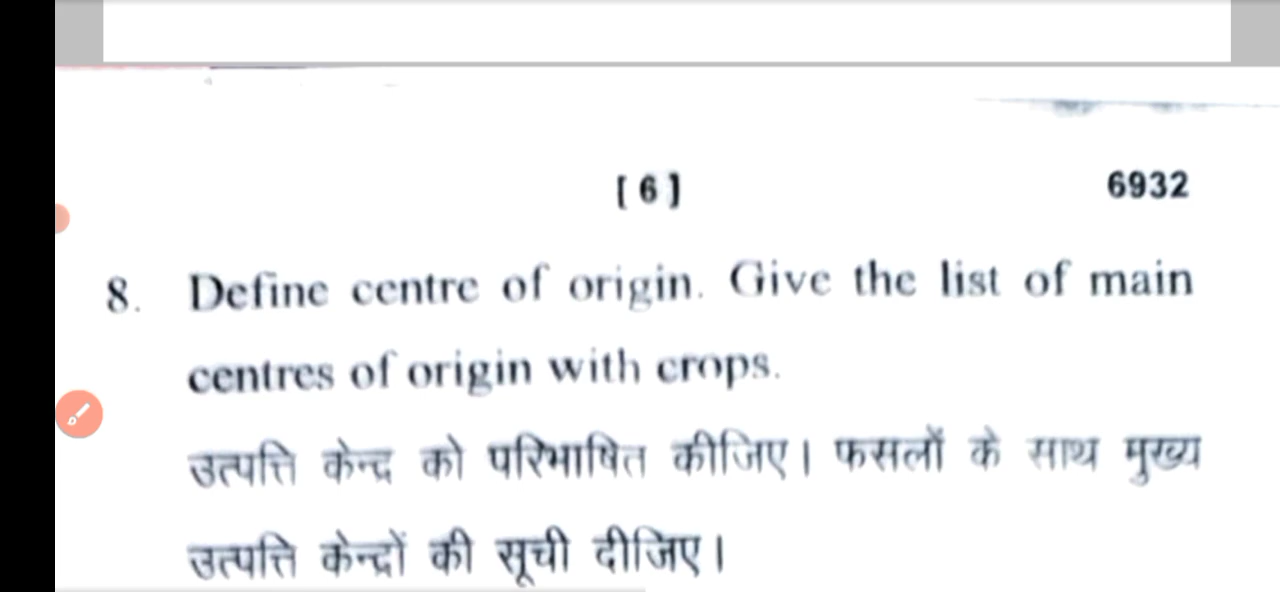 [ 6 ]
6932
8. Define centre of origin. Give the list of main
centres of origin with crops.
उत्पत्ति केन्द्र को परिभाषित कीजिए। फसलों के साथ मुख्य
उत्पत्ति केन्द्रों की सूची दीजिए।